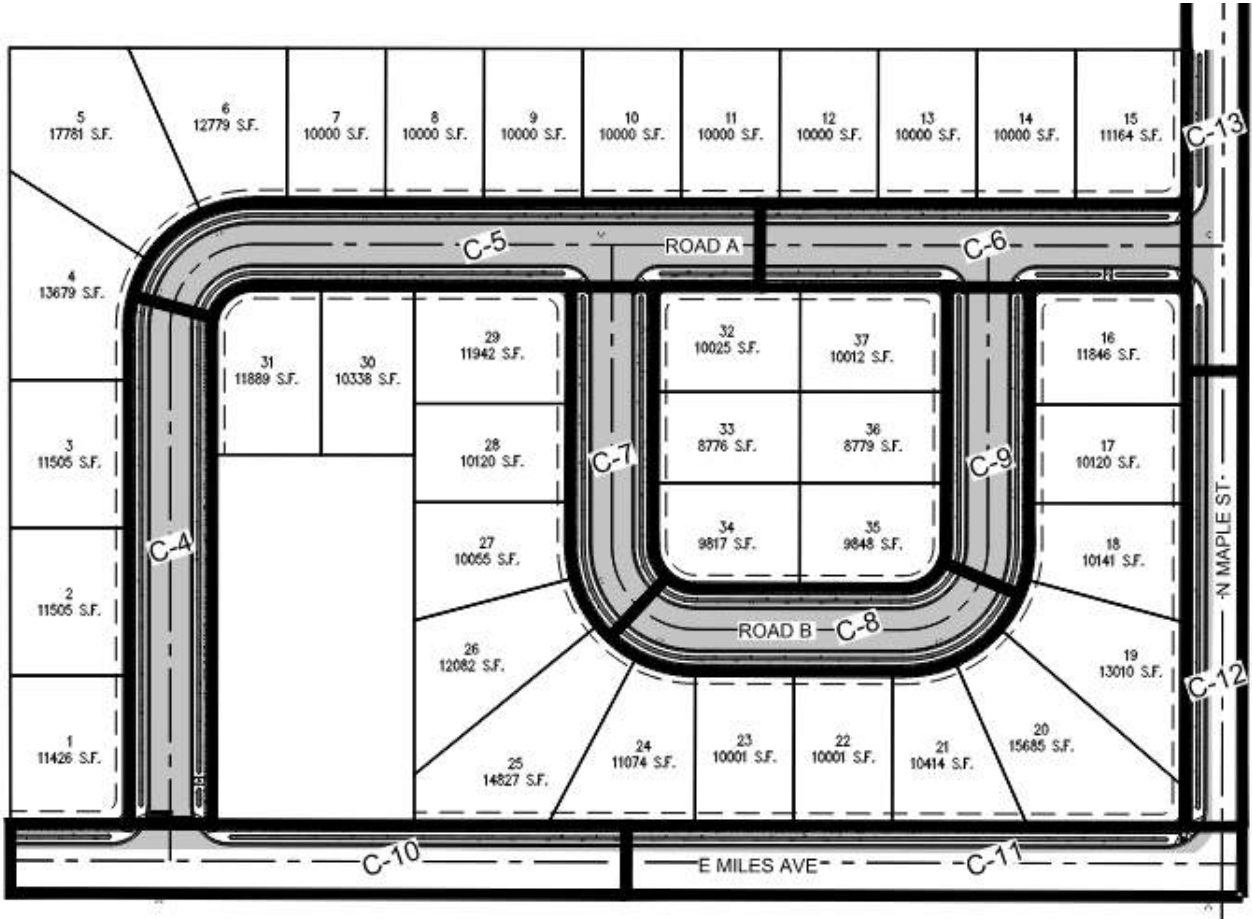 5
17781 S.F.
6
12779 S.F.
7
10000 S.F.
8
10000 S.F.
9
10000 S.F.
10
10000 S.F.
11
10000 S.F.
12
10000 S.F.
13
10000 S.F.
14
10000 S.F.
15
11164 S.F.
C-13
C-5
ROAD A
C-6
4
13679 S.F.
31
11889 S.F.
30
10338 S.F.
29
11942 S.F.
32
10025 S.F.
37
10012 S.F.
16
11846 S.F.
3
11505 S.F.
28
10120 S.F.
C-7
33
8776 S.F.
36
8779 S.F.
C-9
17
10120 S.F.
N MAPLE ST
C-4
27
10055 S.F.
34
9817 S.F.
35
9848 S.F.
18
10141 S.F.
2
11505 S.F.
26
12082 S.F.
ROAD B
C-8
19
13010 S.F.
C-12
1
11426 S.F.
25
14827 S.F.
24
11074 S.F.
23
10001 S.F.
22
10001 S.F.
21
10414 S.F.
20
15685 S.F.
C-10
E MILES AVE
C-11